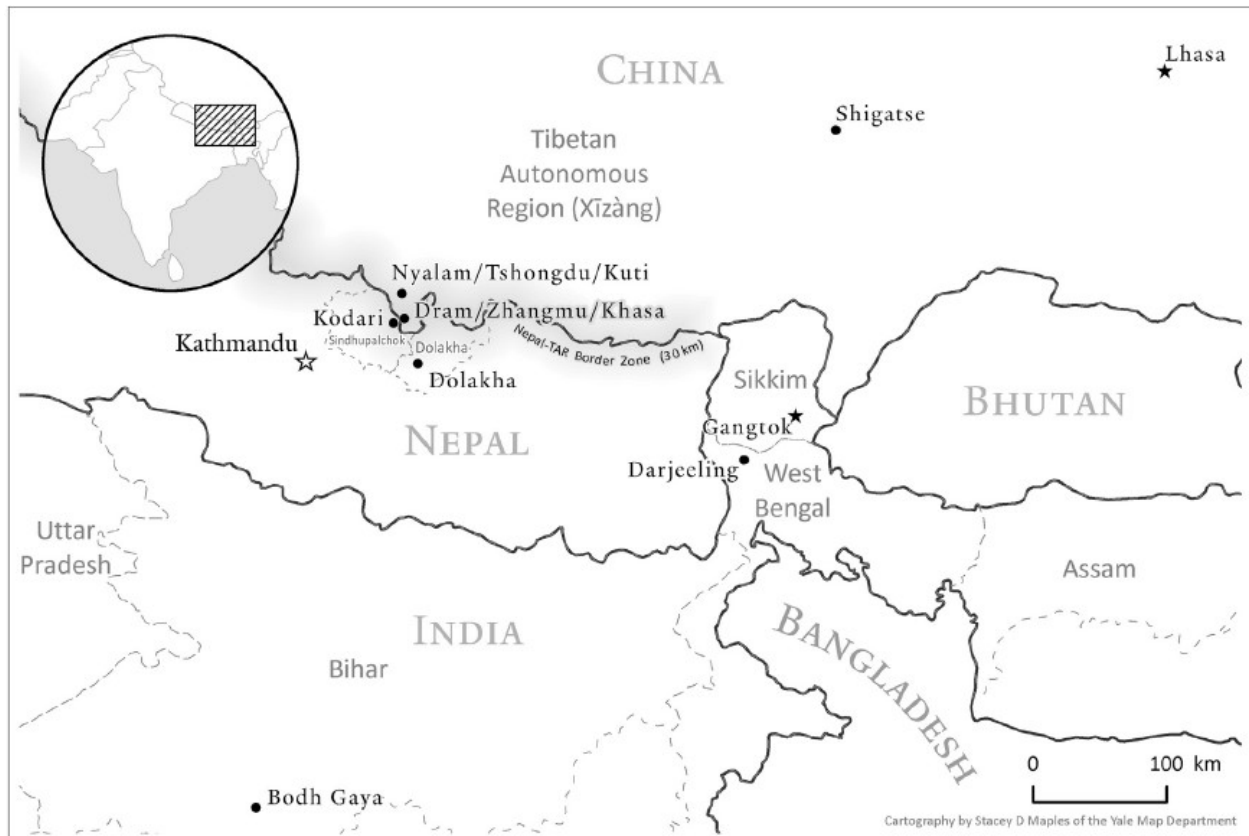 CHINA
Lhasa
Shigatse
Tibetan
Autonomous
Region (Xīzàng)
Nyalam/Tshongdu/Kuti
Dram/Zhangmu/Khasa
Kodari
Sindhupalchok
Dolakha
Nepal-TAR Border Zone (30 km)
Kathmandu
Dolakha
Sikkim
BHUTAN
Gangtok
NEPAL
Darjeeling
West
Bengal
Uttar
Pradesh
Assam
INDIA
BANGLADESH
Bihar
0 100 km
Bodh Gaya
Cartography by Stacey D Maples of the Yale Map Department